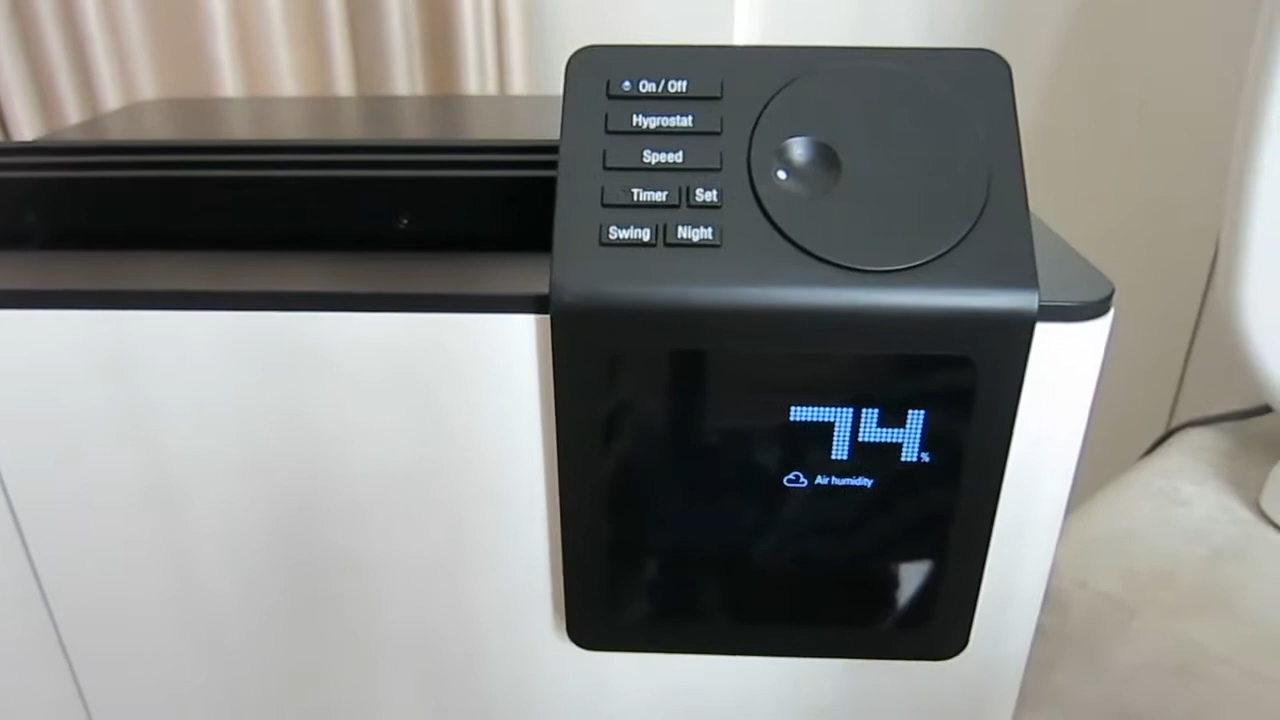 On / Off
Hygrostat
Speed
Timer Set
Swing Night
74%
Air humidity